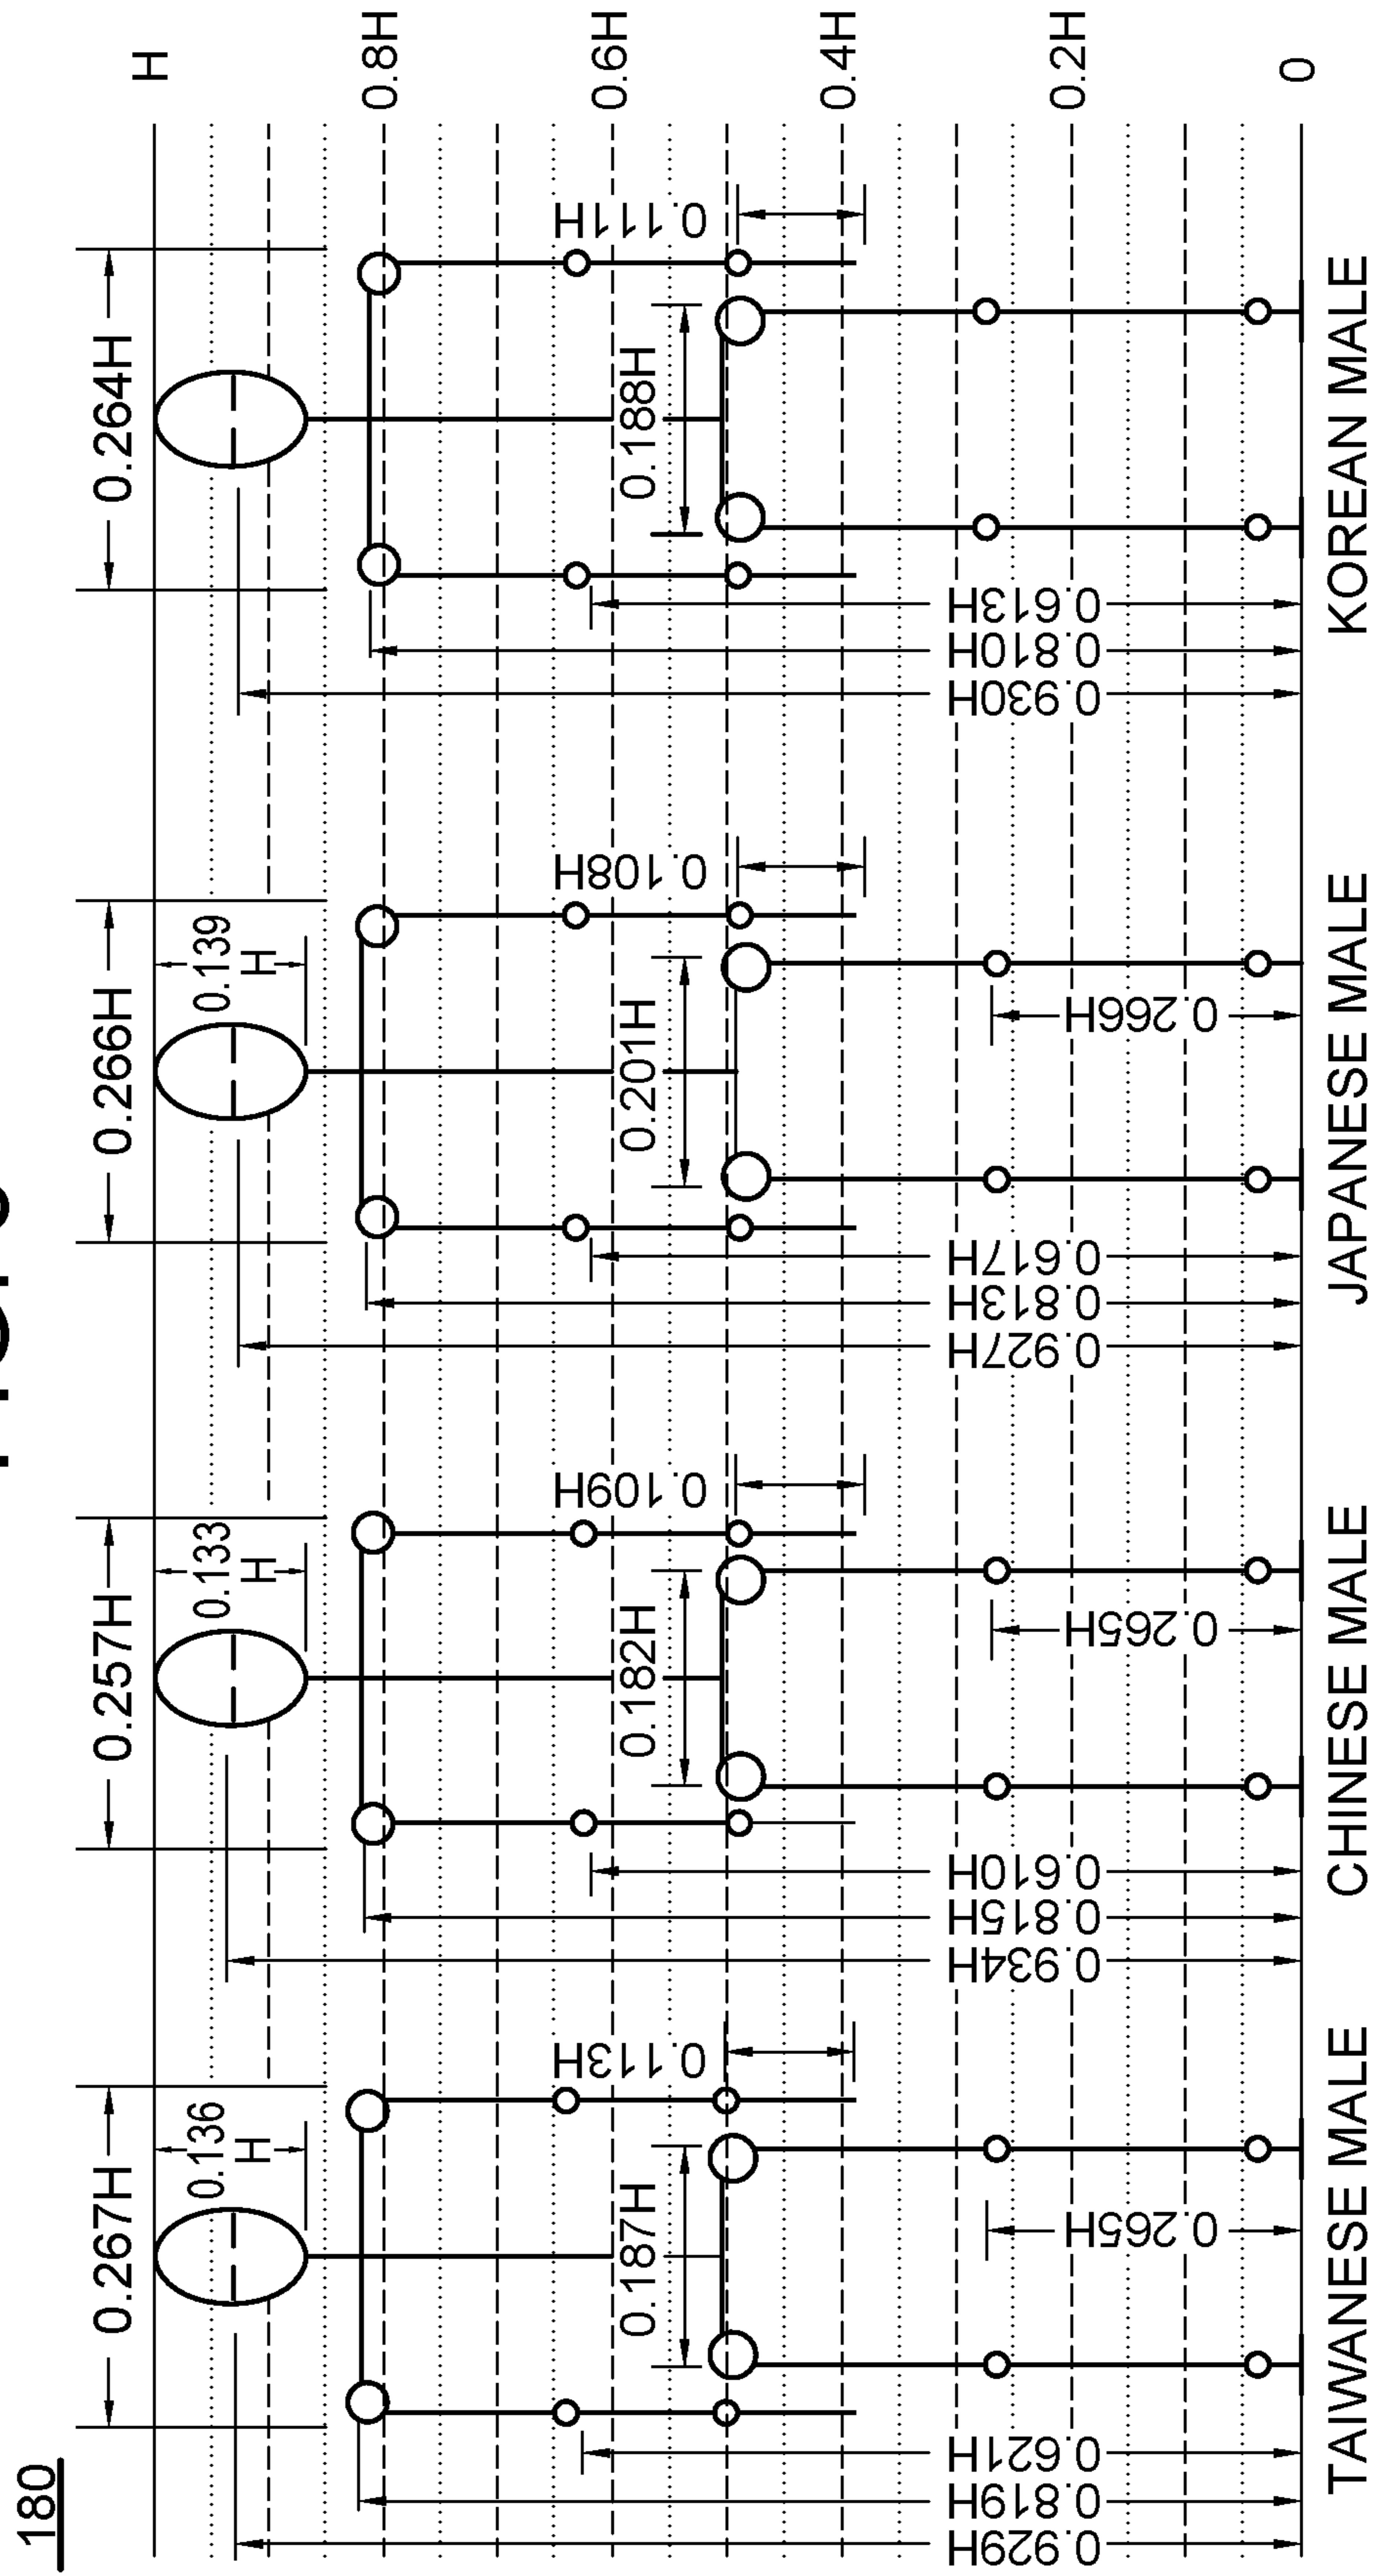 180
0.267H
0.257H
0.266H
0.264H
H
0.136
H
0.133
H
0.139
H
0.8H
0.6H
0.4H
0.2H
0
0.113H
0.109H
0.108H
0.111H
0.187H
0.182H
0.201H
0.188H
0.929H
0.819H
0.621H
0.265H
0.934H
0.815H
0.610H
0.265H
0.927H
0.813H
0.617H
0.266H
0.930H
0.810H
0.613H
TAIWANESE MALE
CHINESE MALE
JAPANESE MALE
KOREAN MALE